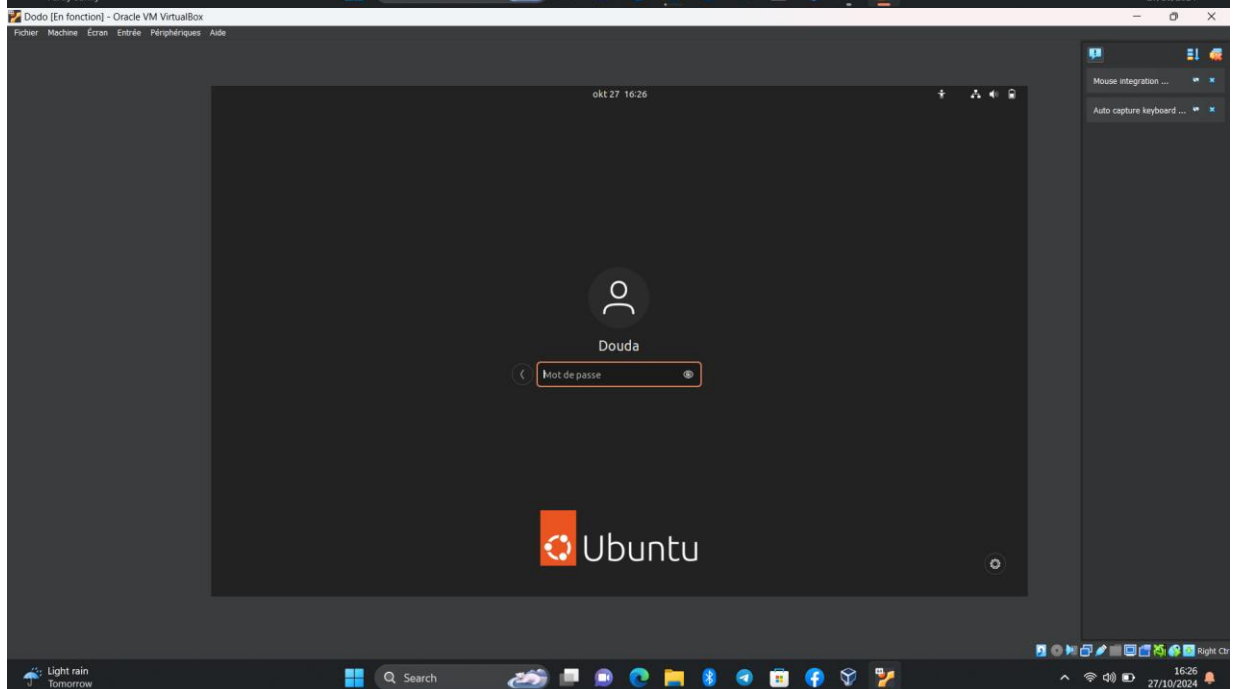 Dodo [En fonction] - Oracle VM VirtualBox
Fichier Machine Écran Entrée Périphériques Aide
Mouse integration ...
Auto capture keyboard ...
okt 27 16:26
Douda
Mot de passe
Ubuntu
Right Ctr
Light rain
Tomorrow
Search
16:26
27/10/2024